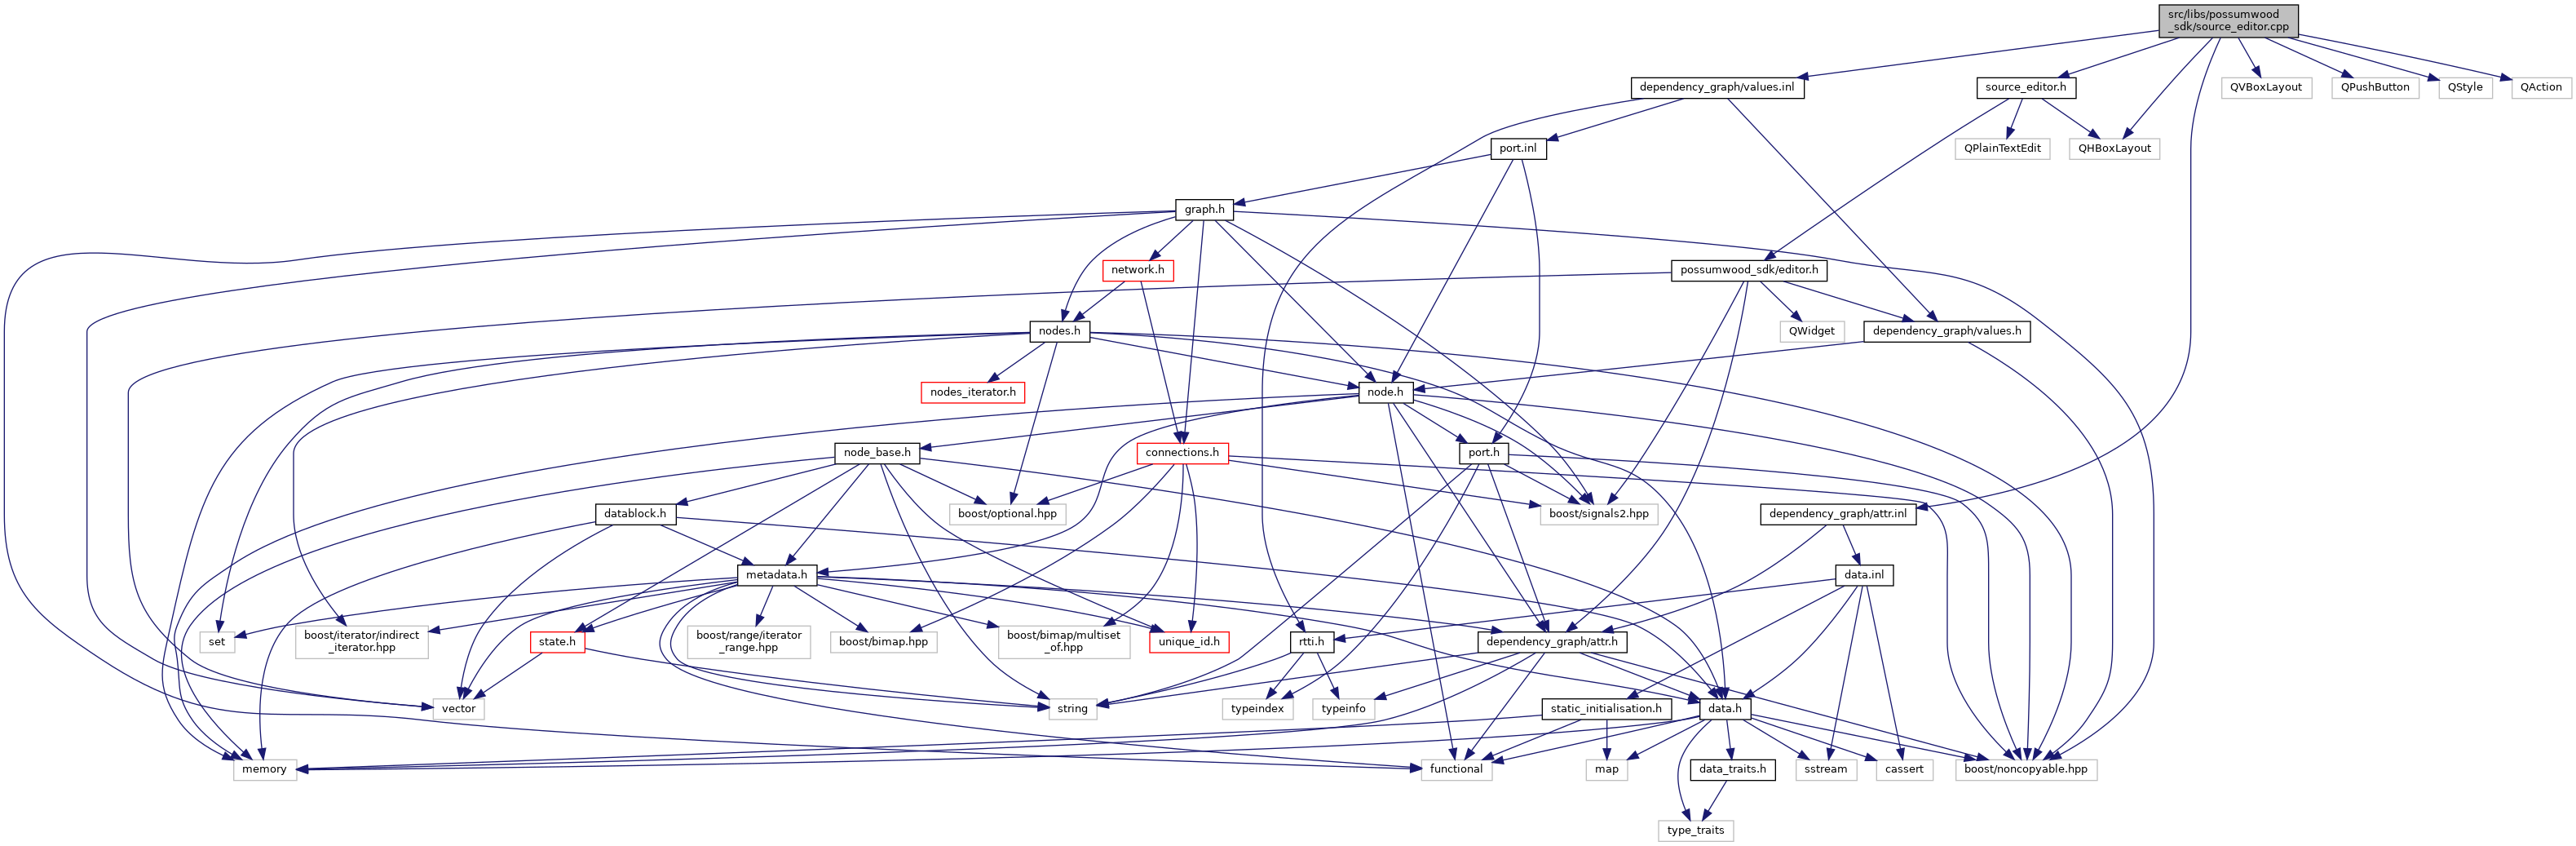 src/libs/possumwood
_sdk/source_editor.cpp
dependency_graph/values.inl
source_editor.h
QVBoxLayout
QPushButton
QStyle
QAction
port.inl
QPlainTextEdit
QHBoxLayout
graph.h
network.h
possumwood_sdk/editor.h
nodes.h
QWidget
dependency_graph/values.h
nodes_iterator.h
node.h
node_base.h
connections.h
port.h
datablock.h
boost/optional.hpp
boost/signals2.hpp
dependency_graph/attr.inl
metadata.h
data.inl
set
boost/iterator/indirect
_iterator.hpp
state.h
boost/range/iterator
_range.hpp
boost/bimap.hpp
boost/bimap/multiset
_of.hpp
unique_id.h
rtti.h
dependency_graph/attr.h
vector
string
typeindex
typeinfo
static_initialisation.h
data.h
memory
functional
map
data_traits.h
sstream
cassert
boost/noncopyable.hpp
type_traits